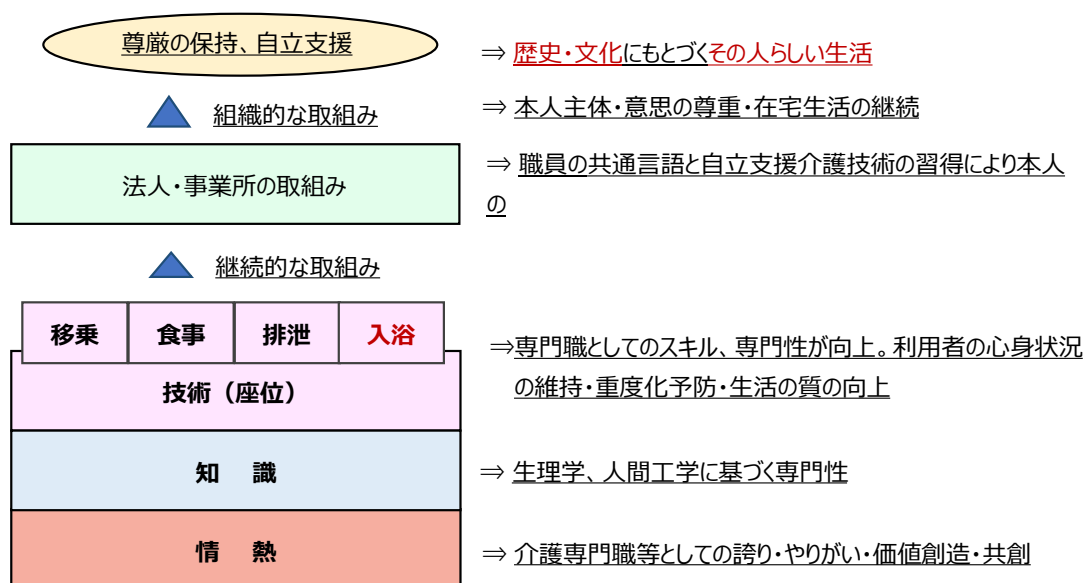 尊厳の保持、自立支援
⇒ 歴史・文化にもとづくその人らしい生活
組織的な取組み
⇒ 本人主体・意思の尊重・在宅生活の継続
法人・事業所の取組み
⇒ 職員の共通言語と自立支援介護技術の習得により本人
の
継続的な取組み
移乗 食事 排泄 入浴
技術（座位）
⇒専門職としてのスキル、専門性が向上。利用者の心身状況
の維持・重度化予防・生活の質の向上
知 識
⇒ 生理学、人間工学に基づく専門性
情 熱
⇒ 介護専門職等としての誇り・やりがい・価値創造・共創